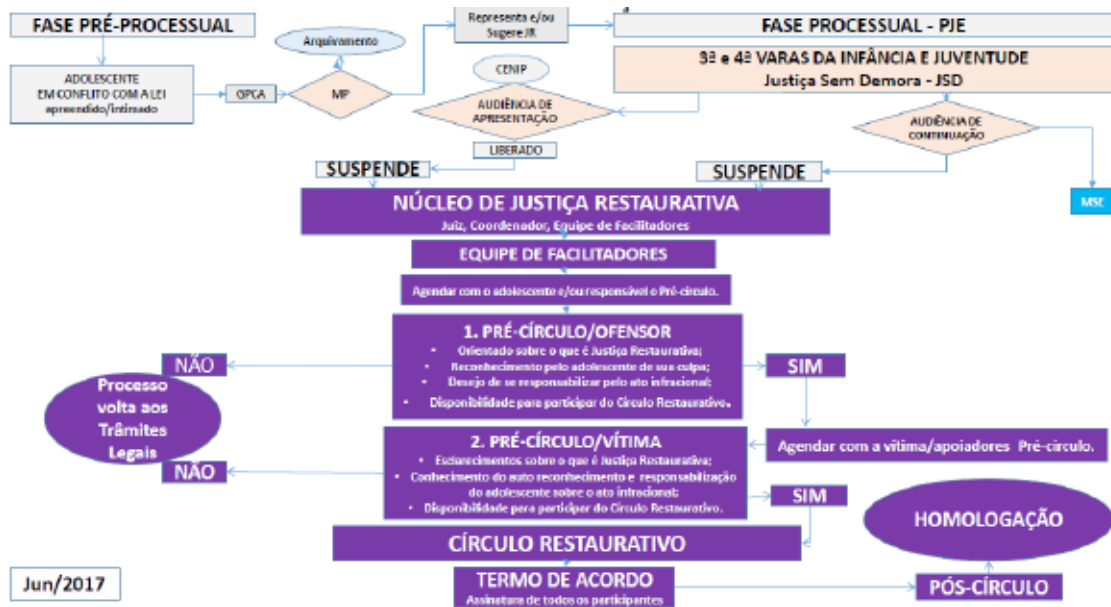 FASE PRÉ-PROCESSUAL
Arquivamento
Representa e/ou
Sugere JR
FASE PROCESSUAL - PJE
ADOLESCENTE
EM CONFLITO COM A LEI
apreendido/intimado
GPCA
MP
CENIP
3ª e 4ª VARAS DA INFÂNCIA E JUVENTUDE
Justiça Sem Demora - JSD
AUDIÊNCIA DE
APRESENTAÇÃO
AUDIÊNCIA DE
CONTINUAÇÃO
LIBERADO
SUSPENDE
SUSPENDE
MSE
NÚCLEO DE JUSTIÇA RESTAURATIVA
Juiz, Coordenador, Equipe de Facilitadores
EQUIPE DE FACILITADORES
Agendar com o adolescente e/ou responsável o Pré-círculo.
1. PRÉ-CÍRCULO/OFENSOR
• Orientado sobre o que é Justiça Restaurativa;
• Reconhecimento pelo adolescente de sua culpa;
• Desejo de se responsabilizar pelo ato infracional;
• Disponibilidade para participar do Círculo Restaurativo.
NÃO
SIM
Processo
volta aos
Trâmites
Legais
NÃO
2. PRÉ-CÍRCULO/VÍTIMA
• Esclarecimentos sobre o que é Justiça Restaurativa;
• Conhecimento do auto reconhecimento e responsabilização
do adolescente sobre o ato infracional;
• Disponibilidade para participar do Círculo Restaurativo.
Agendar com a vítima/apoiadores Pré-círculo.
SIM
HOMOLOGAÇÃO
CÍRCULO RESTAURATIVO
TERMO DE ACORDO
Assinatura de todos os participantes
PÓS-CÍRCULO
Jun/2017